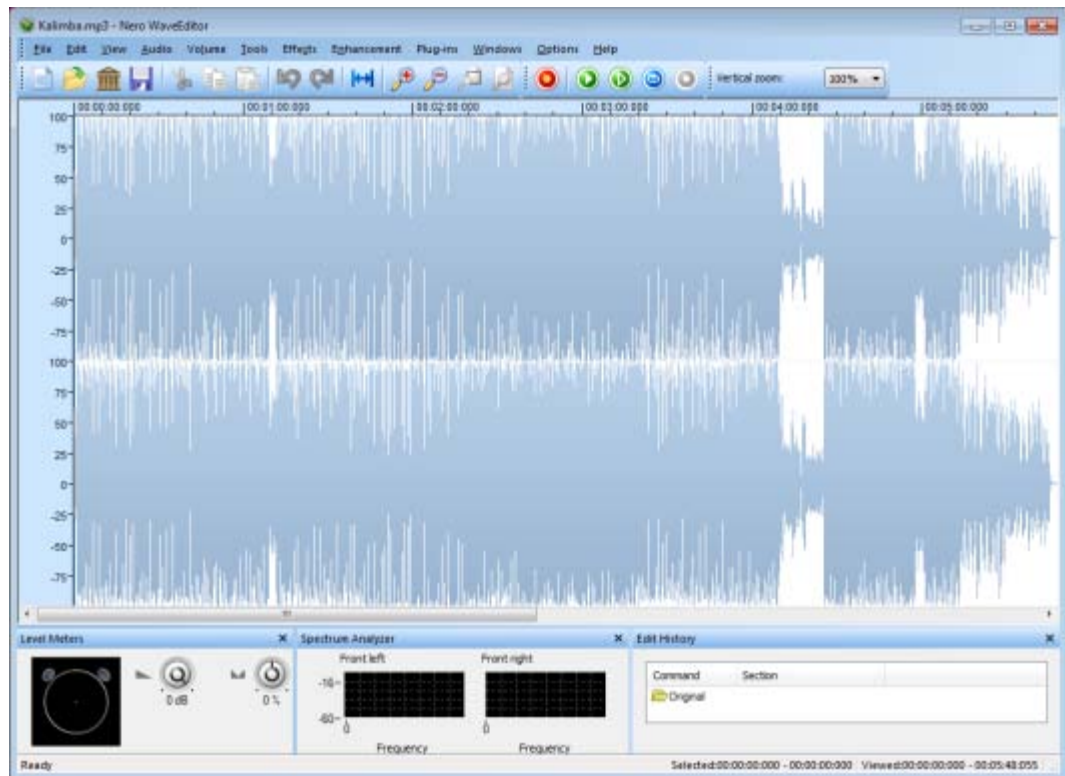 Kalimba.mp3 - Nero WaveEditor
File Edit View Audio Volume Tools Effects Enhancement Plug-ins Windows Options Help
Vertical zoom: 100%
00:00:00:000 00:01:00:000 00:02:00:000 00:03:00:000 00:04:00:000 00:05:00:000
100
75
50
25
0
-25
-50
-75
100
75
50
25
0
-25
-50
-75
Level Meters
0 dB
0 %
Spectrum Analyzer
Front left Front right
-16
-60
0 0
Frequency Frequency
Edit History
Command Section
Original
Ready
Selected:00:00:00:000 - 00:00:00:000 Viewed:00:00:00:000 - 00:05:48:055